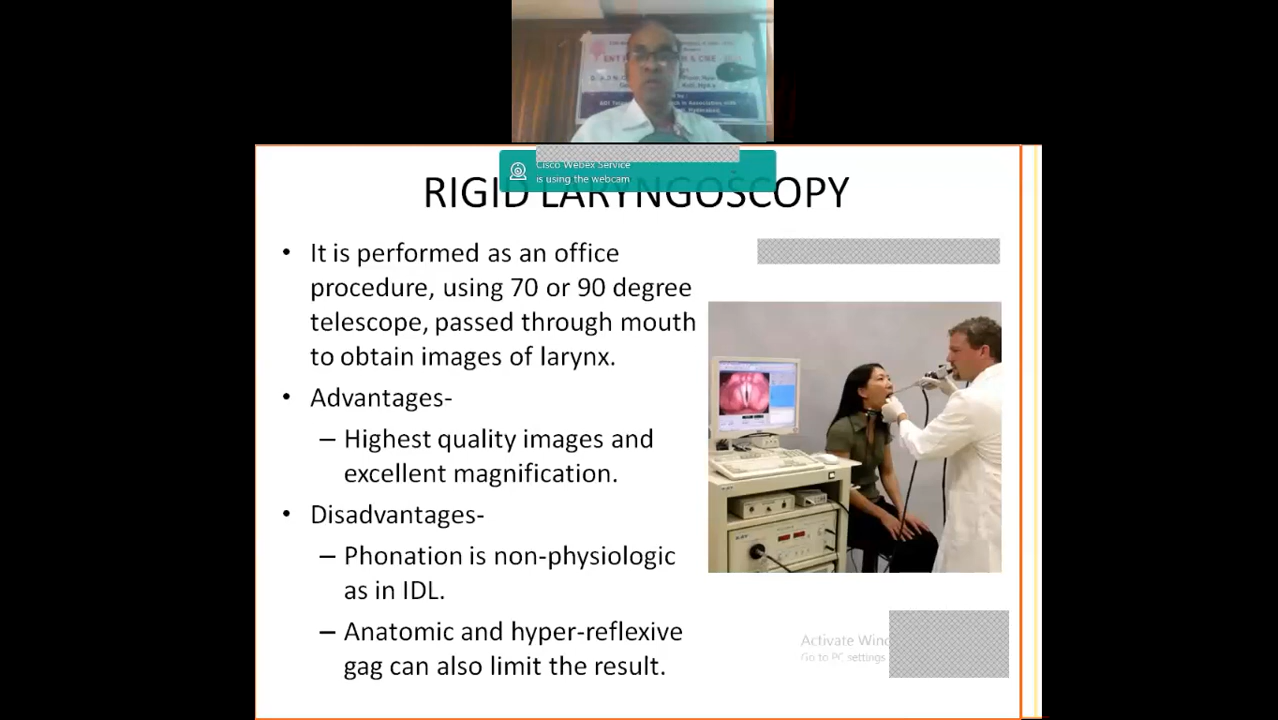 Cisco Webex Service
is using the webcam
RIGID LARYNGOSCOPY
• It is performed as an office
procedure, using 70 or 90 degree
telescope, passed through mouth
to obtain images of larynx.
• Advantages-
– Highest quality images and
excellent magnification.
• Disadvantages-
– Phonation is non-physiologic
as in IDL.
– Anatomic and hyper-reflexive
gag can also limit the result.
Activate
Go to PC settings